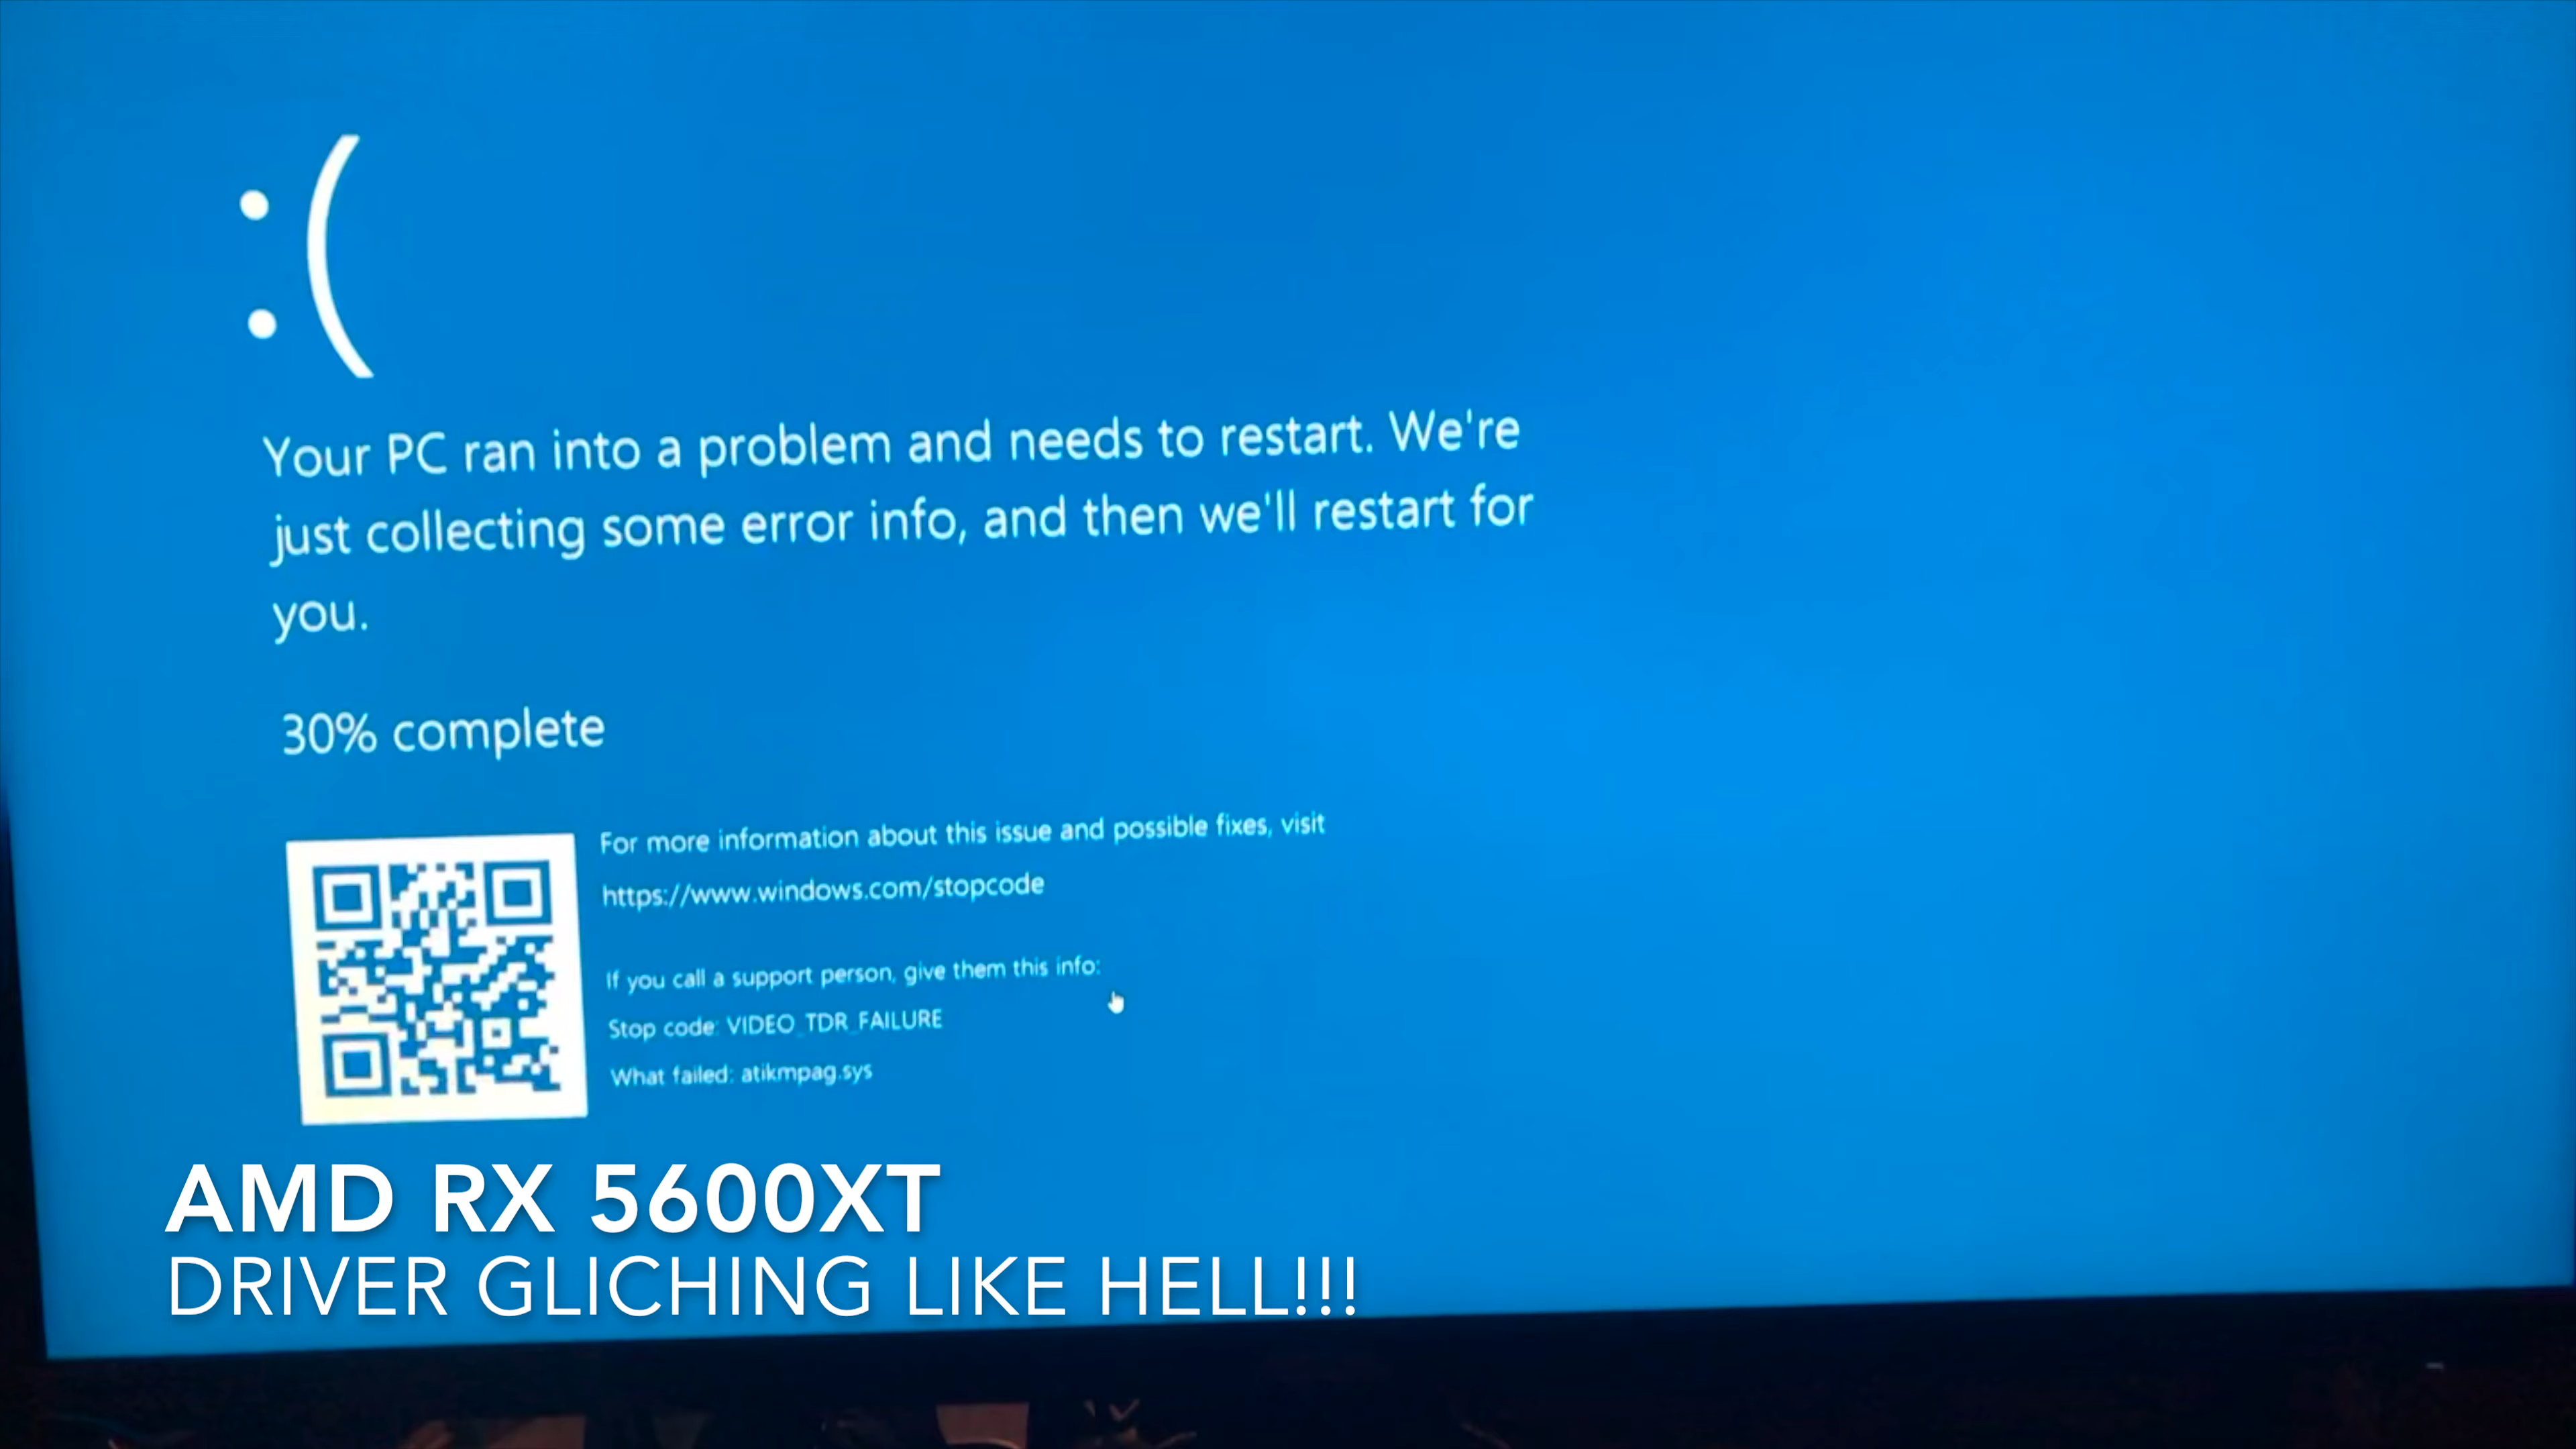 :(
Your PC ran into a problem and needs to restart. We're
just collecting some error info, and then we'll restart for
you.
30% complete
For more information about this issue and possible fixes, visit
https://www.windows.com/stopcode
If you call a support person, give them this info:
Stop code: VIDEO_TDR_FAILURE
What failed: atikmpag.sys
AMD RX 5600XT
DRIVER GLICHING LIKE HELL!!!